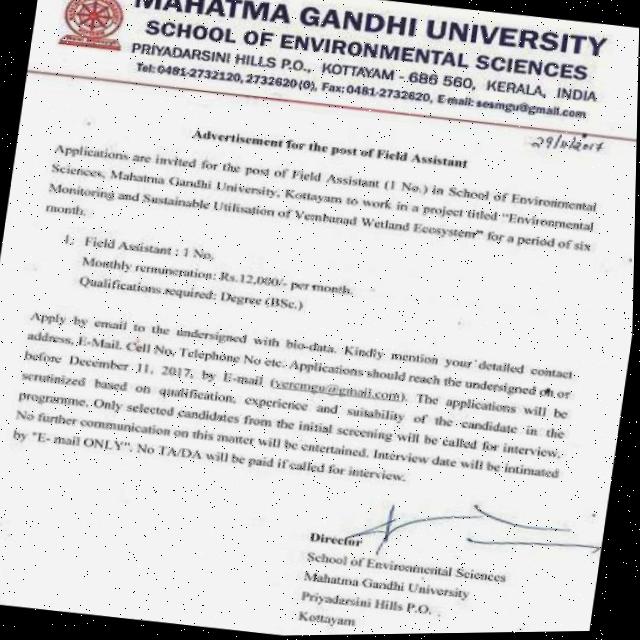 MAHATMA GANDHI UNIVERSITY
SCHOOL OF ENVIRONMENTAL SCIENCES
PRIYADARSINI HILLS P.O., KOTTAYAM - 686 560, KERALA, INDIA
Tel: 0481-2732120, 2732620(0), Fax: 0481-2732620, E-mail: sesmgu@gmail.com
Advertisement for the post of Field Assistant
Applications are invited for the post of Field Assistant (1 No.) in School of Environmental
Sciences, Mahatma Gandhi University, Kottayam to work in a project titled "Environmental
Monitoring and Sustainable Utilisation of Vembanad Wetland Ecosystem" for a period of six
month.
1. Field Assistant : 1 No.
Monthly remuneration: Rs.12,000/- per month.
Qualifications required: Degree (BSc.)
Apply by email to the undersigned with bio-data. Kindly mention your detailed contact
address, E-Mail. Cell No, Telephone No etc. Applications should reach the undersigned on or
before December 11, 2017, by E-mail (veremgu@gmail.com). The applications will be
scrutinized based on qualification, experience and suitability of the candidate in the
programme. Only selected candidates from the initial screening will be called for interview.
No further communication on this matter will be entertained. Interview date will be intimated
by "E- mail ONLY". No TA/DA will be paid if called for interview.
Director
School of Environmental Sciences
Mahatma Gandhi University
Priyadarsini Hills P.O.
Kottayam